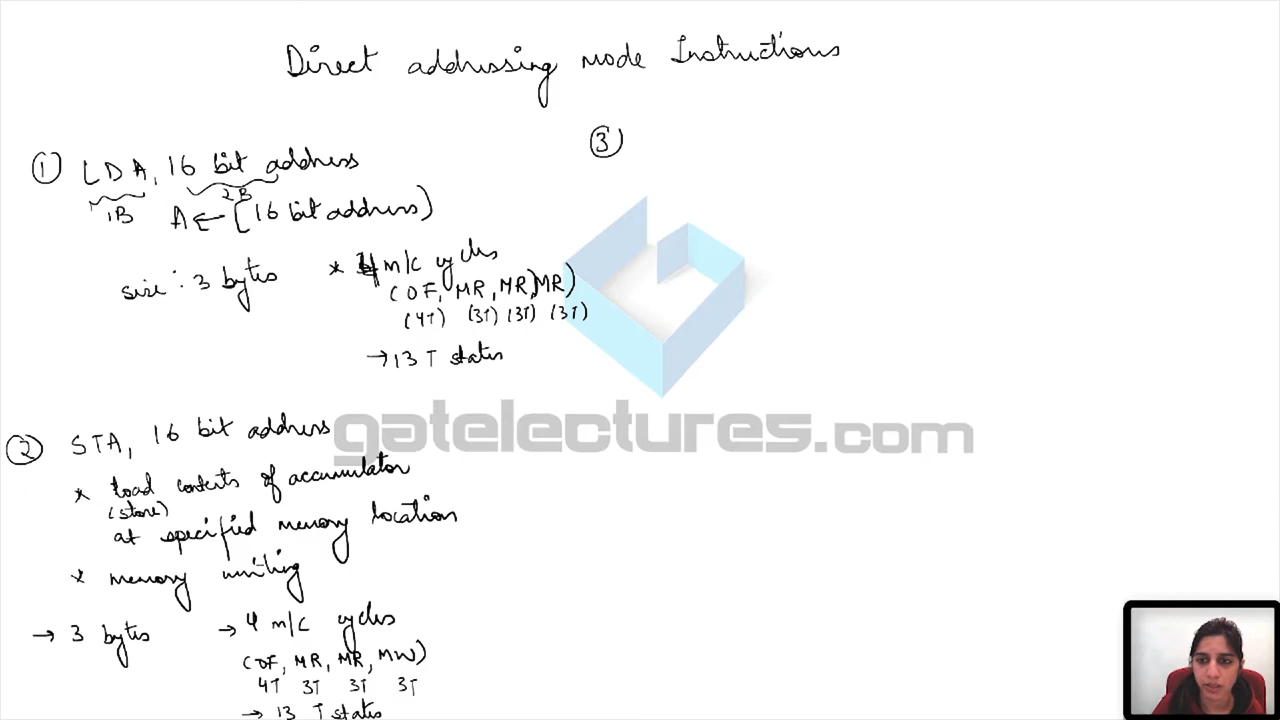 Direct addressing mode Instructions
① LDA, 16 bit address
1B 2B
A ← [16 bit address)
size : 3 bytes
* 4 m/c cycles
(OF, MR, MR, MR)
(4T) (3T) (3T) (3T)
→ 13 T states
② STA, 16 bit address
* load contents of accumulator
(store)
at specified memory location
* memory writing
→ 3 bytes
→ 4 m/c cycles
(OF, MR, MR, MW)
4T 3T 3T 3T
→ 13 T states
③
gatelectures.com